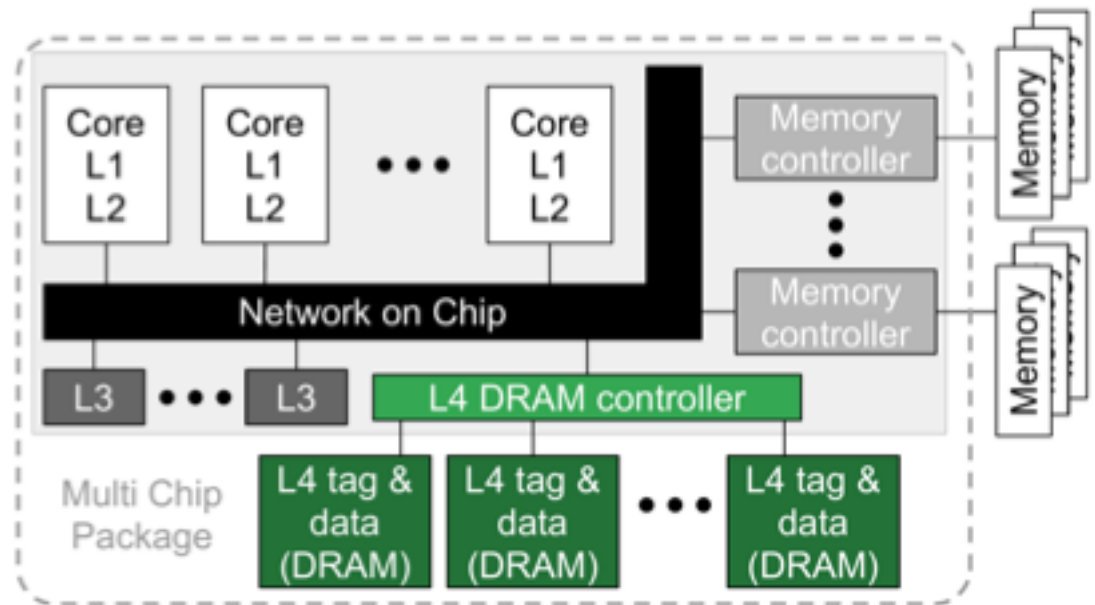 Core
L1
L2
Core
L1
L2
Core
L1
L2
Memory
controller
Memory
Memory
controller
Memory
Network on Chip
L3
L3
L4 DRAM controller
Multi Chip
Package
L4 tag &
data
(DRAM)
L4 tag &
data
(DRAM)
L4 tag &
data
(DRAM)